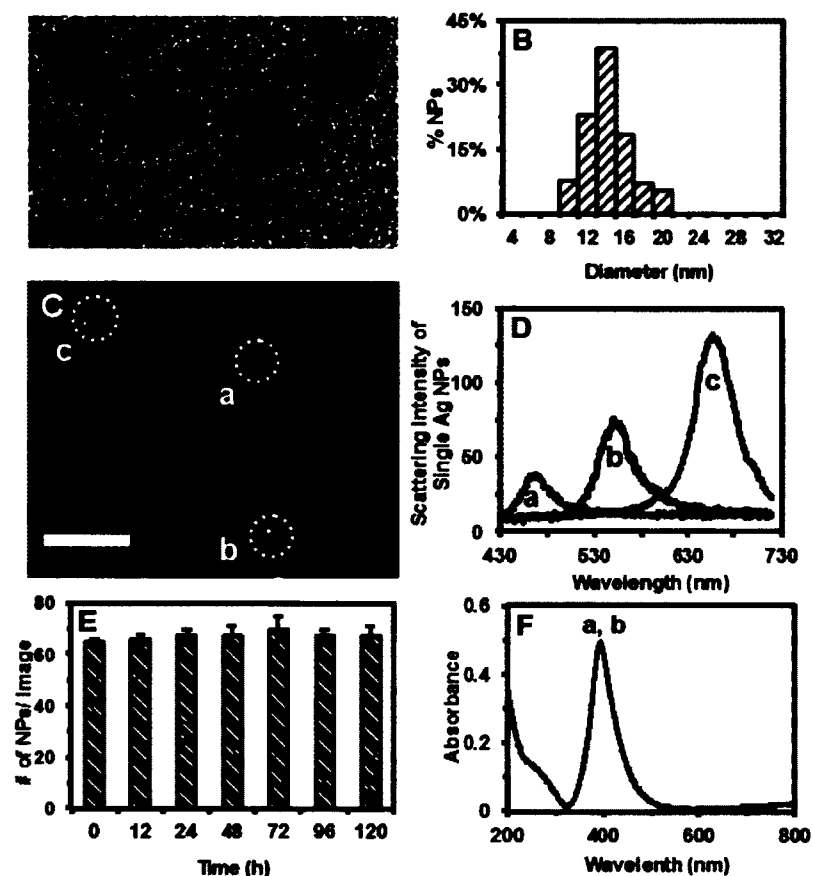 B
45%
30%
15%
0%
% NPs
4 8 12 16 20 24 28 32
Diameter (nm)
C
c
a
b
D
150
100
50
0
Scattering Intensity of
Single Ag NPs
a
b
c
430 530 630 730
Wavelength (nm)
E
80
60
40
20
0
# of NPs/ Image
0 12 24 48 72 96 120
Time (h)
F
a, b
0.6
0.4
0.2
0
Absorbance
200 400 600 800
Wavelenth (nm)